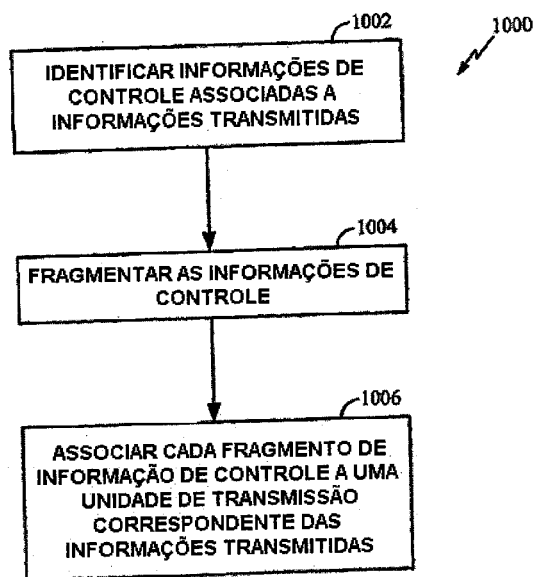 1002
1000
IDENTIFICAR INFORMAÇÕES DE
CONTROLE ASSOCIADAS A
INFORMAÇÕES TRANSMITIDAS
1004
FRAGMENTAR AS INFORMAÇÕES DE
CONTROLE
1006
ASSOCIAR CADA FRAGMENTO DE
INFORMAÇÃO DE CONTROLE A UMA
UNIDADE DE TRANSMISSÃO
CORRESPONDENTE DAS
INFORMAÇÕES TRANSMITIDAS